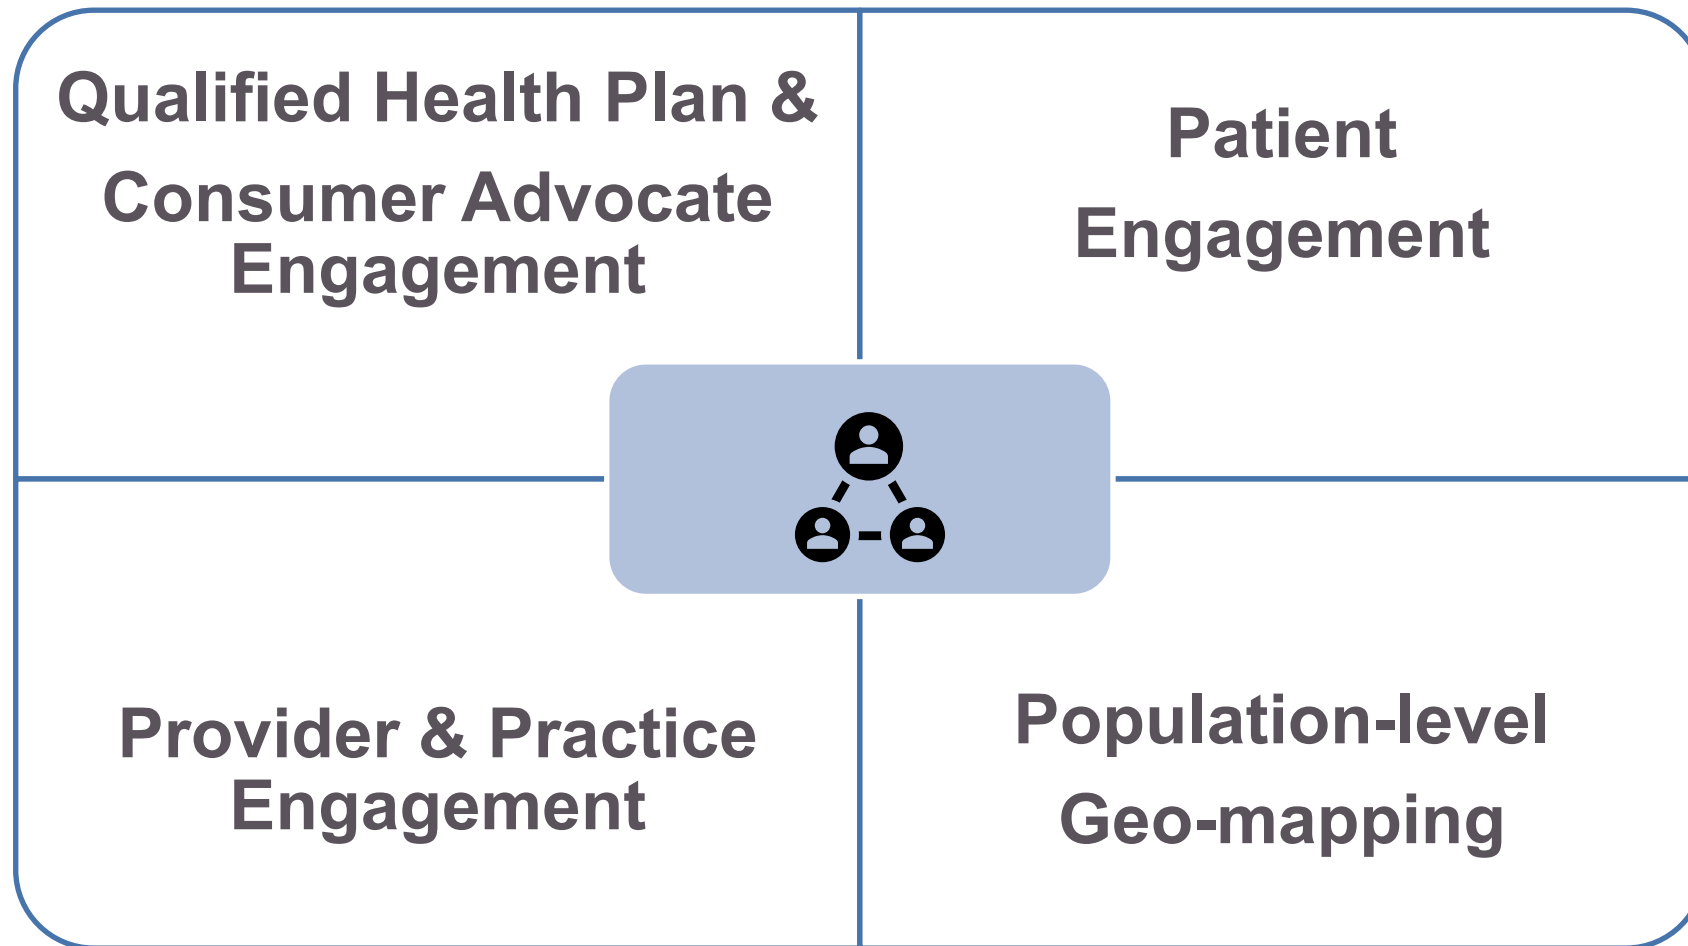 Qualified Health Plan &
Consumer Advocate
Engagement
Patient
Engagement
Provider & Practice
Engagement
Population-level
Geo-mapping